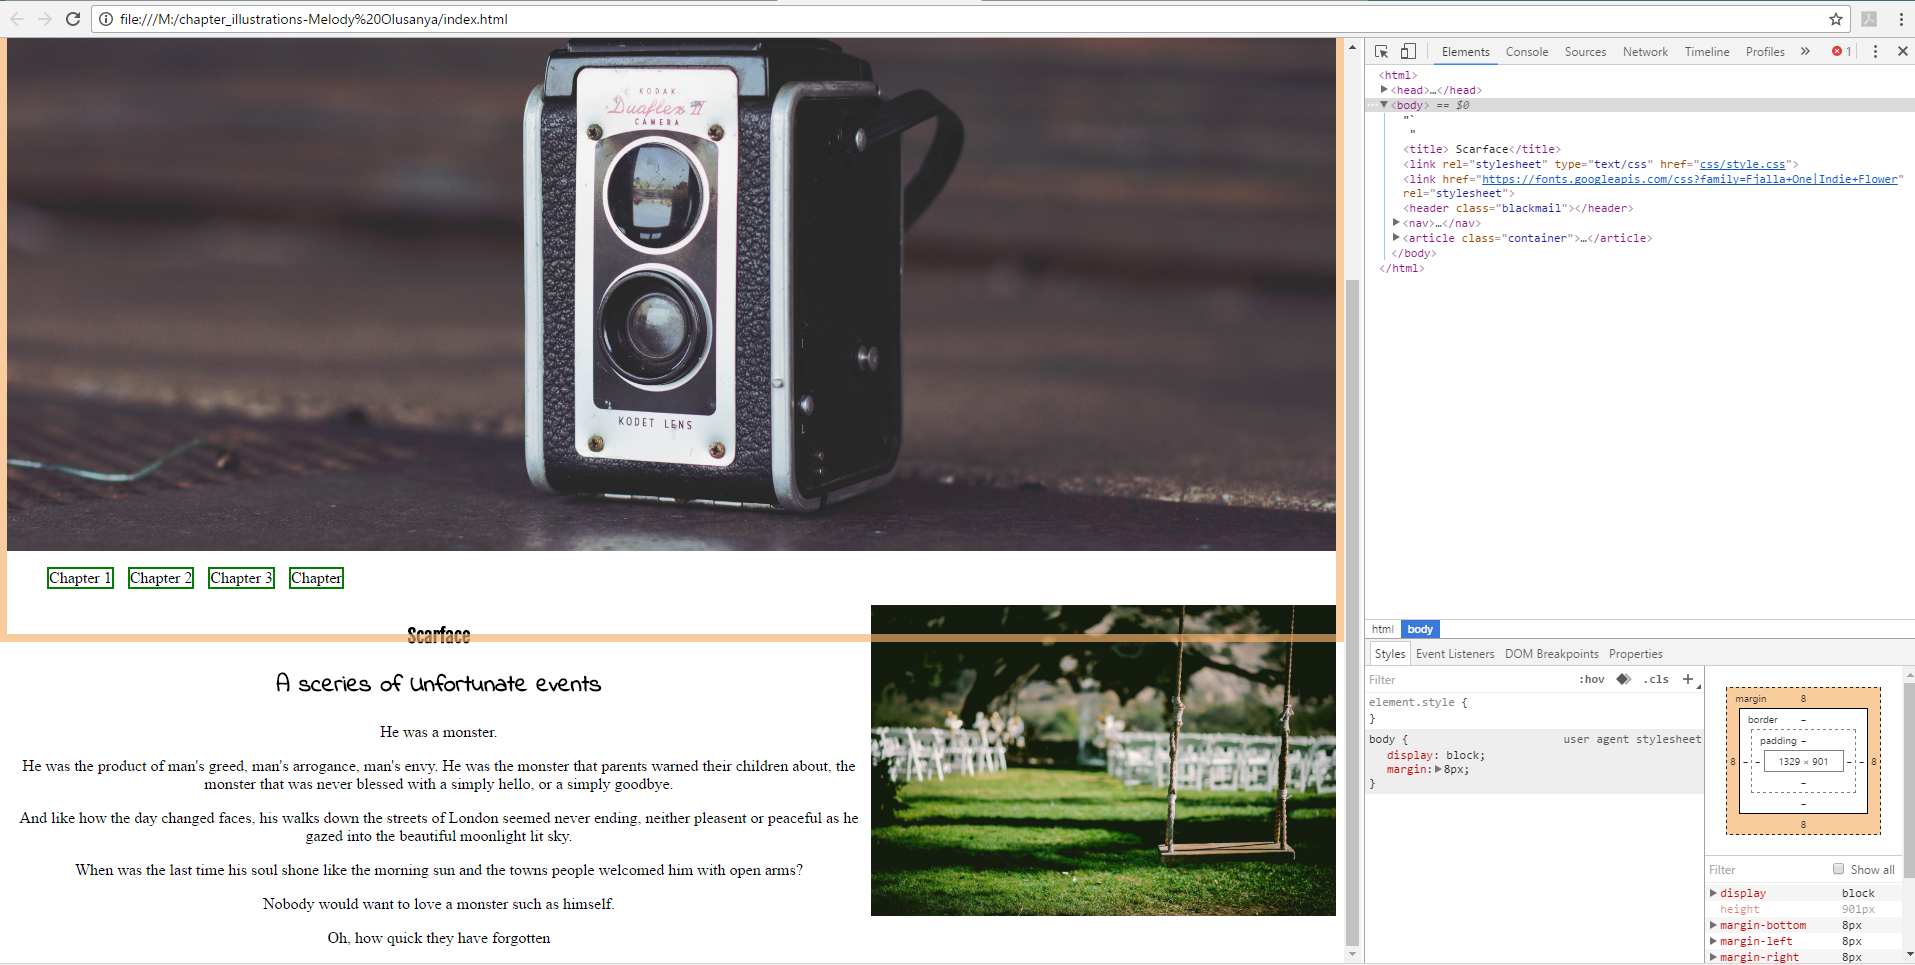 file:///M:/chapter_illustrations-Melody%20Olusanya/index.html
KODAK
Duaflex II
CAMERA
KODET LENS
Chapter 1 Chapter 2 Chapter 3 Chapter
Scarface
A sceries of Unfortunate events
He was a monster.
He was the product of man's greed, man's arrogance, man's envy. He was the monster that parents warned their children about, the
monster that was never blessed with a simply hello, or a simply goodbye.
And like how the day changed faces, his walks down the streets of London seemed never ending, neither pleasent or peaceful as he
gazed into the beautiful moonlight lit sky.
When was the last time his soul shone like the morning sun and the towns people welcomed him with open arms?
Nobody would want to love a monster such as himself.
Oh, how quick they have forgotten
Elements Console Sources Network Timeline Profiles » 1
<html>
<head>…</head>
<body> == $0
"`
"
<title> Scarface</title>
<link rel="stylesheet" type="text/css" href="css/style.css">
<link href="https://fonts.googleapis.com/css?family=Fjalla+One|Indie+Flower"
rel="stylesheet">
<header class="blackmail"></header>
<nav>…</nav>
<article class="container">…</article>
</body>
</html>
html body
Styles Event Listeners DOM Breakpoints Properties
Filter :hov .cls +
element.style {
}
body { user agent stylesheet
display: block;
margin: 8px;
}
margin 8
border –
padding –
8 – – 1329 × 901 – – 8
–
–
8
Filter Show all
display block
height 901px
margin-bottom 8px
margin-left 8px
margin-right 8px